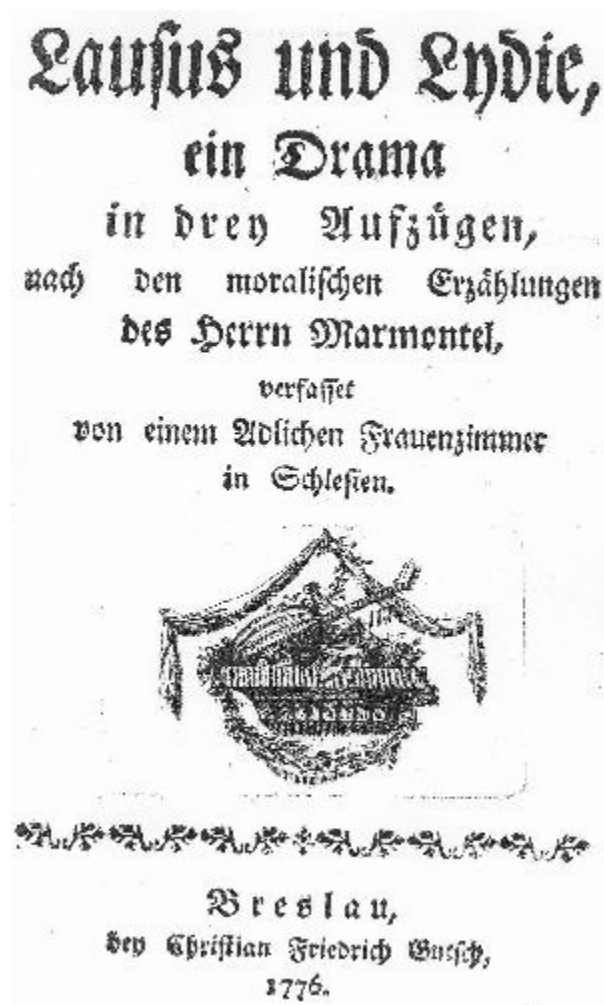 Lausus und Lydie,
ein Drama
in drey Aufzügen,
nach den moralischen Erzählungen
des Herrn Marmontel,
verfasset
von einem Adlichen Frauenzimmer
in Schlesien.
Breslau,
bey Christian Friedrich Gutsch,
1776.